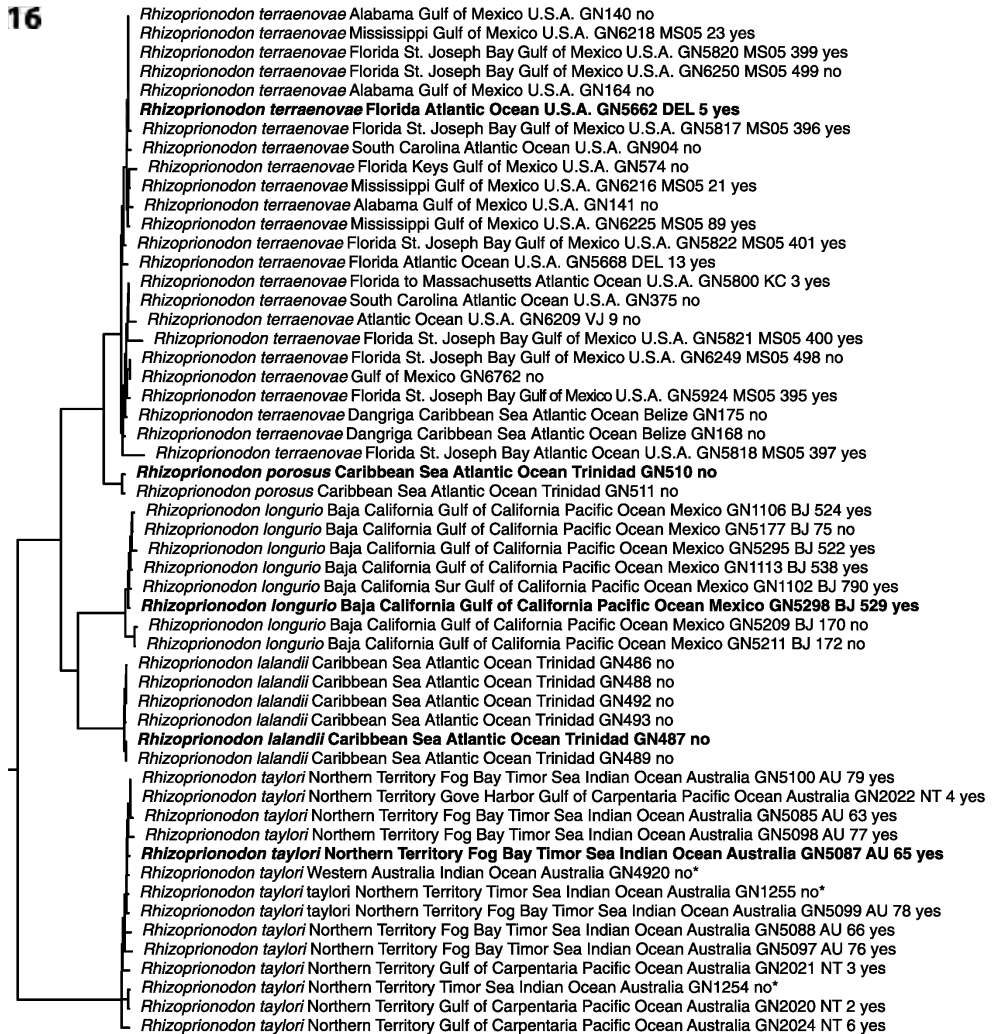 16
Rhizoprionodon terraenovae Alabama Gulf of Mexico U.S.A. GN140 no
Rhizoprionodon terraenovae Mississippi Gulf of Mexico U.S.A. GN6218 MS05 23 yes
Rhizoprionodon terraenovae Florida St. Joseph Bay Gulf of Mexico U.S.A. GN5820 MS05 399 yes
Rhizoprionodon terraenovae Florida St. Joseph Bay Gulf of Mexico U.S.A. GN6250 MS05 499 no
Rhizoprionodon terraenovae Alabama Gulf of Mexico U.S.A. GN164 no
Rhizoprionodon terraenovae Florida Atlantic Ocean U.S.A. GN5662 DEL 5 yes
Rhizoprionodon terraenovae Florida St. Joseph Bay Gulf of Mexico U.S.A. GN5817 MS05 396 yes
Rhizoprionodon terraenovae South Carolina Atlantic Ocean U.S.A. GN904 no
Rhizoprionodon terraenovae Florida Keys Gulf of Mexico U.S.A. GN574 no
Rhizoprionodon terraenovae Mississippi Gulf of Mexico U.S.A. GN6216 MS05 21 yes
Rhizoprionodon terraenovae Alabama Gulf of Mexico U.S.A. GN141 no
Rhizoprionodon terraenovae Mississippi Gulf of Mexico U.S.A. GN6225 MS05 89 yes
Rhizoprionodon terraenovae Florida St. Joseph Bay Gulf of Mexico U.S.A. GN5822 MS05 401 yes
Rhizoprionodon terraenovae Florida Atlantic Ocean U.S.A. GN5668 DEL 13 yes
Rhizoprionodon terraenovae Florida to Massachusetts Atlantic Ocean U.S.A. GN5800 KC 3 yes
Rhizoprionodon terraenovae South Carolina Atlantic Ocean U.S.A. GN375 no
Rhizoprionodon terraenovae Atlantic Ocean U.S.A. GN6209 VJ 9 no
Rhizoprionodon terraenovae Florida St. Joseph Bay Gulf of Mexico U.S.A. GN5821 MS05 400 yes
Rhizoprionodon terraenovae Florida St. Joseph Bay Gulf of Mexico U.S.A. GN6249 MS05 498 no
Rhizoprionodon terraenovae Gulf of Mexico GN6762 no
Rhizoprionodon terraenovae Florida St. Joseph Bay Gulf of Mexico U.S.A. GN5924 MS05 395 yes
Rhizoprionodon terraenovae Dangriga Caribbean Sea Atlantic Ocean Belize GN175 no
Rhizoprionodon terraenovae Dangriga Caribbean Sea Atlantic Ocean Belize GN168 no
Rhizoprionodon terraenovae Florida St. Joseph Bay Atlantic Ocean U.S.A. GN5818 MS05 397 yes
Rhizoprionodon porosus Caribbean Sea Atlantic Ocean Trinidad GN510 no
Rhizoprionodon porosus Caribbean Sea Atlantic Ocean Trinidad GN511 no
Rhizoprionodon longurio Baja California Gulf of California Pacific Ocean Mexico GN1106 BJ 524 yes
Rhizoprionodon longurio Baja California Gulf of California Pacific Ocean Mexico GN5177 BJ 75 no
Rhizoprionodon longurio Baja California Gulf of California Pacific Ocean Mexico GN5295 BJ 522 yes
Rhizoprionodon longurio Baja California Gulf of California Pacific Ocean Mexico GN1113 BJ 538 yes
Rhizoprionodon longurio Baja California Sur Gulf of California Pacific Ocean Mexico GN1102 BJ 790 yes
Rhizoprionodon longurio Baja California Gulf of California Pacific Ocean Mexico GN5298 BJ 529 yes
Rhizoprionodon longurio Baja California Gulf of California Pacific Ocean Mexico GN5209 BJ 170 no
Rhizoprionodon longurio Baja California Gulf of California Pacific Ocean Mexico GN5211 BJ 172 no
Rhizoprionodon lalandii Caribbean Sea Atlantic Ocean Trinidad GN486 no
Rhizoprionodon lalandii Caribbean Sea Atlantic Ocean Trinidad GN488 no
Rhizoprionodon lalandii Caribbean Sea Atlantic Ocean Trinidad GN492 no
Rhizoprionodon lalandii Caribbean Sea Atlantic Ocean Trinidad GN493 no
Rhizoprionodon lalandii Caribbean Sea Atlantic Ocean Trinidad GN487 no
Rhizoprionodon lalandii Caribbean Sea Atlantic Ocean Trinidad GN489 no
Rhizoprionodon taylori Northern Territory Fog Bay Timor Sea Indian Ocean Australia GN5100 AU 79 yes
Rhizoprionodon taylori Northern Territory Gove Harbor Gulf of Carpentaria Pacific Ocean Australia GN2022 NT 4 yes
Rhizoprionodon taylori Northern Territory Fog Bay Timor Sea Indian Ocean Australia GN5085 AU 63 yes
Rhizoprionodon taylori Northern Territory Fog Bay Timor Sea Indian Ocean Australia GN5098 AU 77 yes
Rhizoprionodon taylori Northern Territory Fog Bay Timor Sea Indian Ocean Australia GN5087 AU 65 yes
Rhizoprionodon taylori Western Australia Indian Ocean Australia GN4920 no*
Rhizoprionodon taylori taylori Northern Territory Timor Sea Indian Ocean Australia GN1255 no*
Rhizoprionodon taylori taylori Northern Territory Fog Bay Timor Sea Indian Ocean Australia GN5099 AU 78 yes
Rhizoprionodon taylori Northern Territory Fog Bay Timor Sea Indian Ocean Australia GN5088 AU 66 yes
Rhizoprionodon taylori Northern Territory Fog Bay Timor Sea Indian Ocean Australia GN5097 AU 76 yes
Rhizoprionodon taylori Northern Territory Gulf of Carpentaria Pacific Ocean Australia GN2021 NT 3 yes
Rhizoprionodon taylori Northern Territory Timor Sea Indian Ocean Australia GN1254 no*
Rhizoprionodon taylori Northern Territory Gulf of Carpentaria Pacific Ocean Australia GN2020 NT 2 yes
Rhizoprionodon taylori Northern Territory Gulf of Carpentaria Pacific Ocean Australia GN2024 NT 6 yes